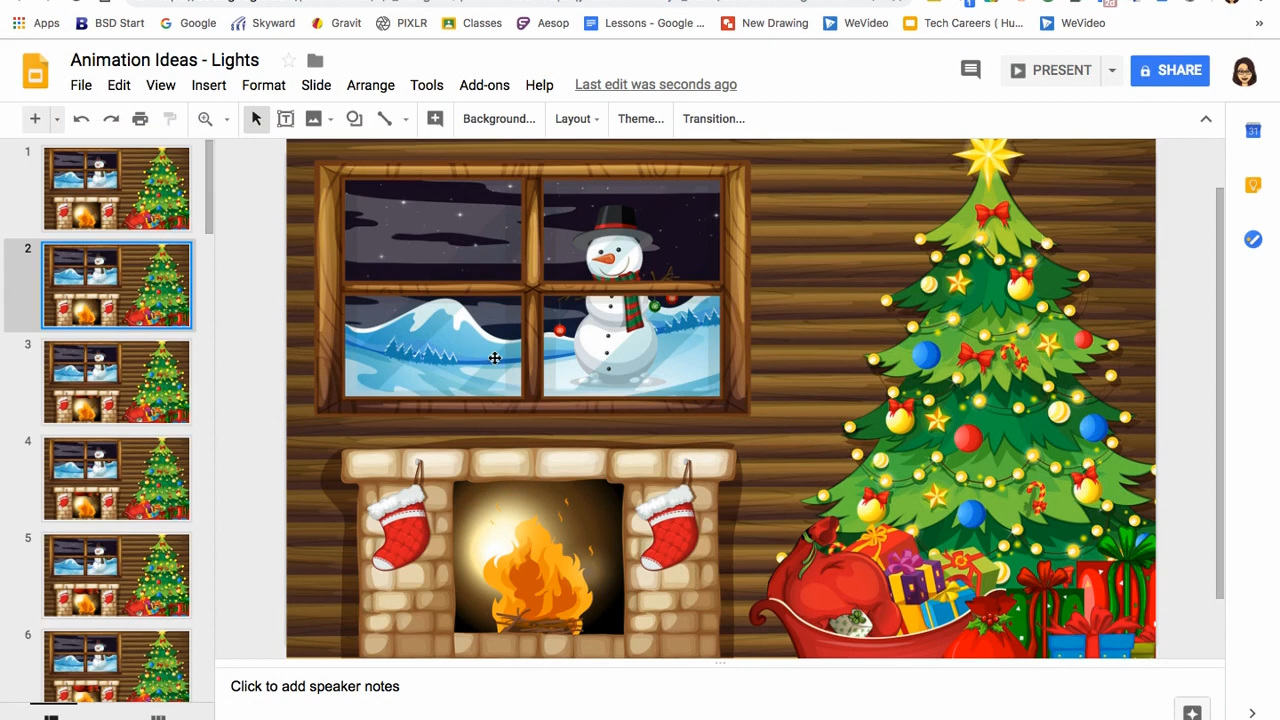 Apps BSD Start Google Skyward Gravit PIXLR Classes Aesop Lessons - Google ... New Drawing WeVideo Tech Careers ( Hu... WeVideo »
Animation Ideas - Lights
PRESENT
SHARE
File Edit View Insert Format Slide Arrange Tools Add-ons Help Last edit was seconds ago
Background... Layout Theme... Transition...
31
1
2
3
4
5
6
Click to add speaker notes